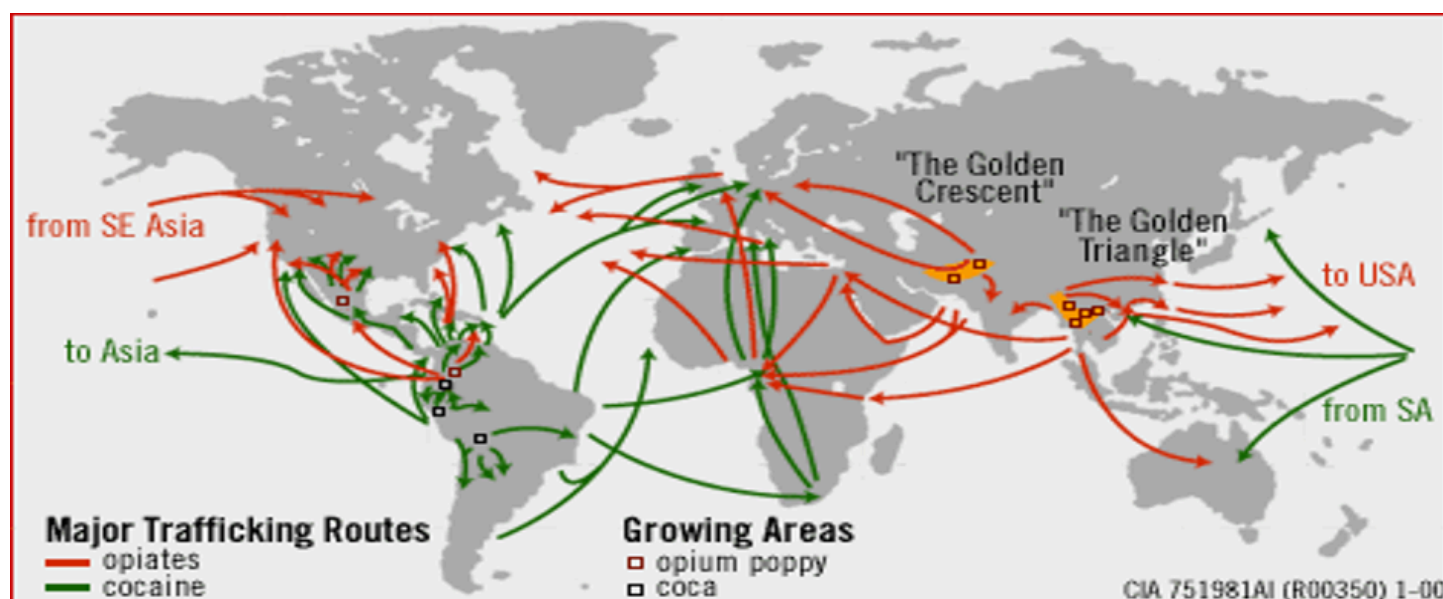 "The Golden
Crescent"
"The Golden
Triangle"
from SE Asia
to USA
to Asia
from SA
Major Trafficking Routes
opiates
cocaine
Growing Areas
opium poppy
coca
CIA 751981AI (R00350) 1-00